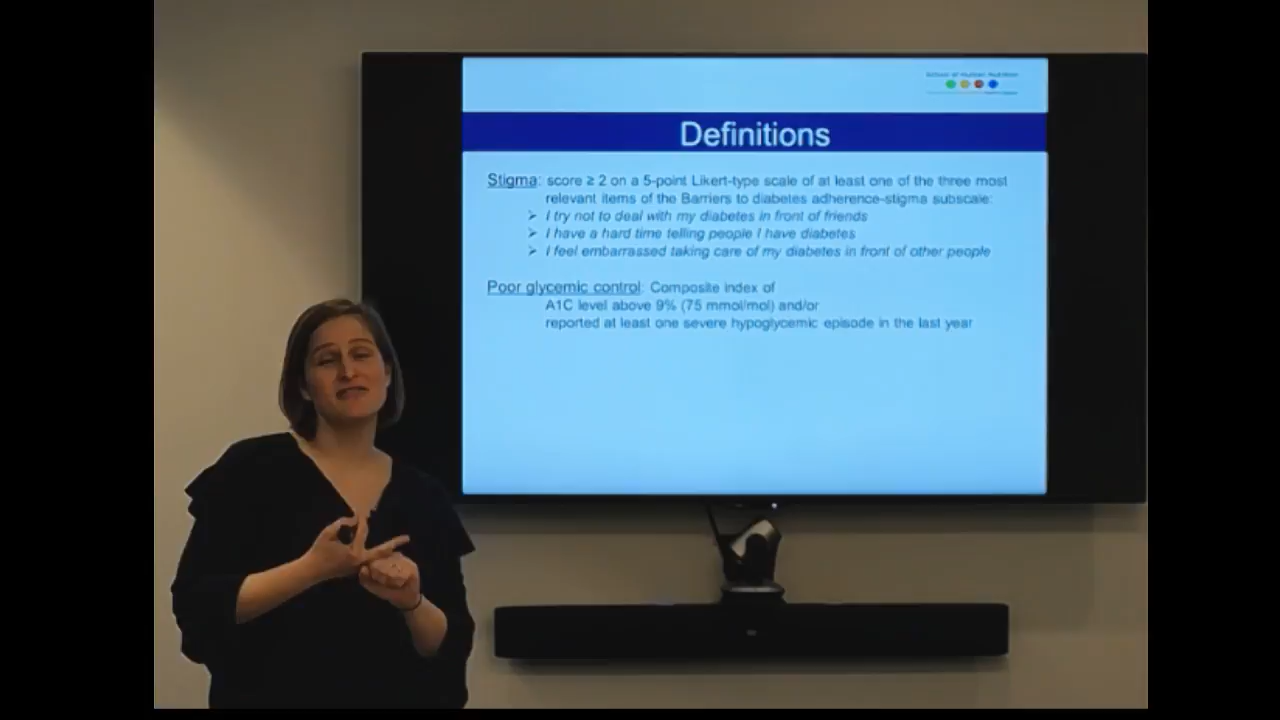 School of Human Nutrition
Definitions
Stigma: score ≥ 2 on a 5-point Likert-type scale of at least one of the three most
relevant items of the Barriers to diabetes adherence-stigma subscale:
➢ I try not to deal with my diabetes in front of friends
➢ I have a hard time telling people I have diabetes
➢ I feel embarrassed taking care of my diabetes in front of other people
Poor glycemic control: Composite index of
A1C level above 9% (75 mmol/mol) and/or
reported at least one severe hypoglycemic episode in the last year